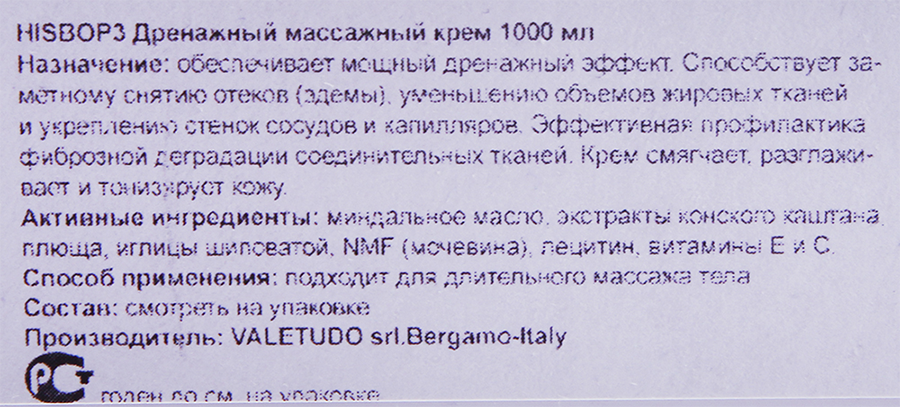 HISBOP3 Дренажный массажный крем 1000 мл
Назначение: обеспечивает мощный дренажный эффект. Способствует за-
метному снятию отеков (эдемы), уменьшению объемов жировых тканей
и укреплению стенок сосудов и капилляров. Эффективная профилактика
фиброзной деградации соединительных тканей. Крем смягчает, разглажи-
вает и тонизирует кожу.
Активные ингредиенты: миндальное масло, экстракты конского каштана,
плюща, иглицы шиповатой, NMF (мочевина), лецитин, витамины Е и С.
Способ применения: подходит для длительного массажа тела
Состав: смотреть на упаковке
Производитель: VALETUDO srl.Bergamo-Italy
РСТ годен до см. на упаковке